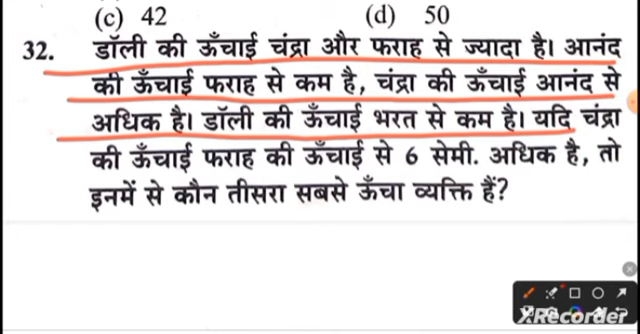 (c) 42 (d) 50
32. डॉली की ऊँचाई चंद्रा और फराह से ज्यादा है। आनंद
की ऊँचाई फराह से कम है, चंद्रा की ऊँचाई आनंद से
अधिक है। डॉली की ऊँचाई भरत से कम है। यदि चंद्रा
की ऊँचाई फराह की ऊँचाई से 6 सेमी. अधिक है, तो
इनमें से कौन तीसरा सबसे ऊँचा व्यक्ति हैं?
XRecorder